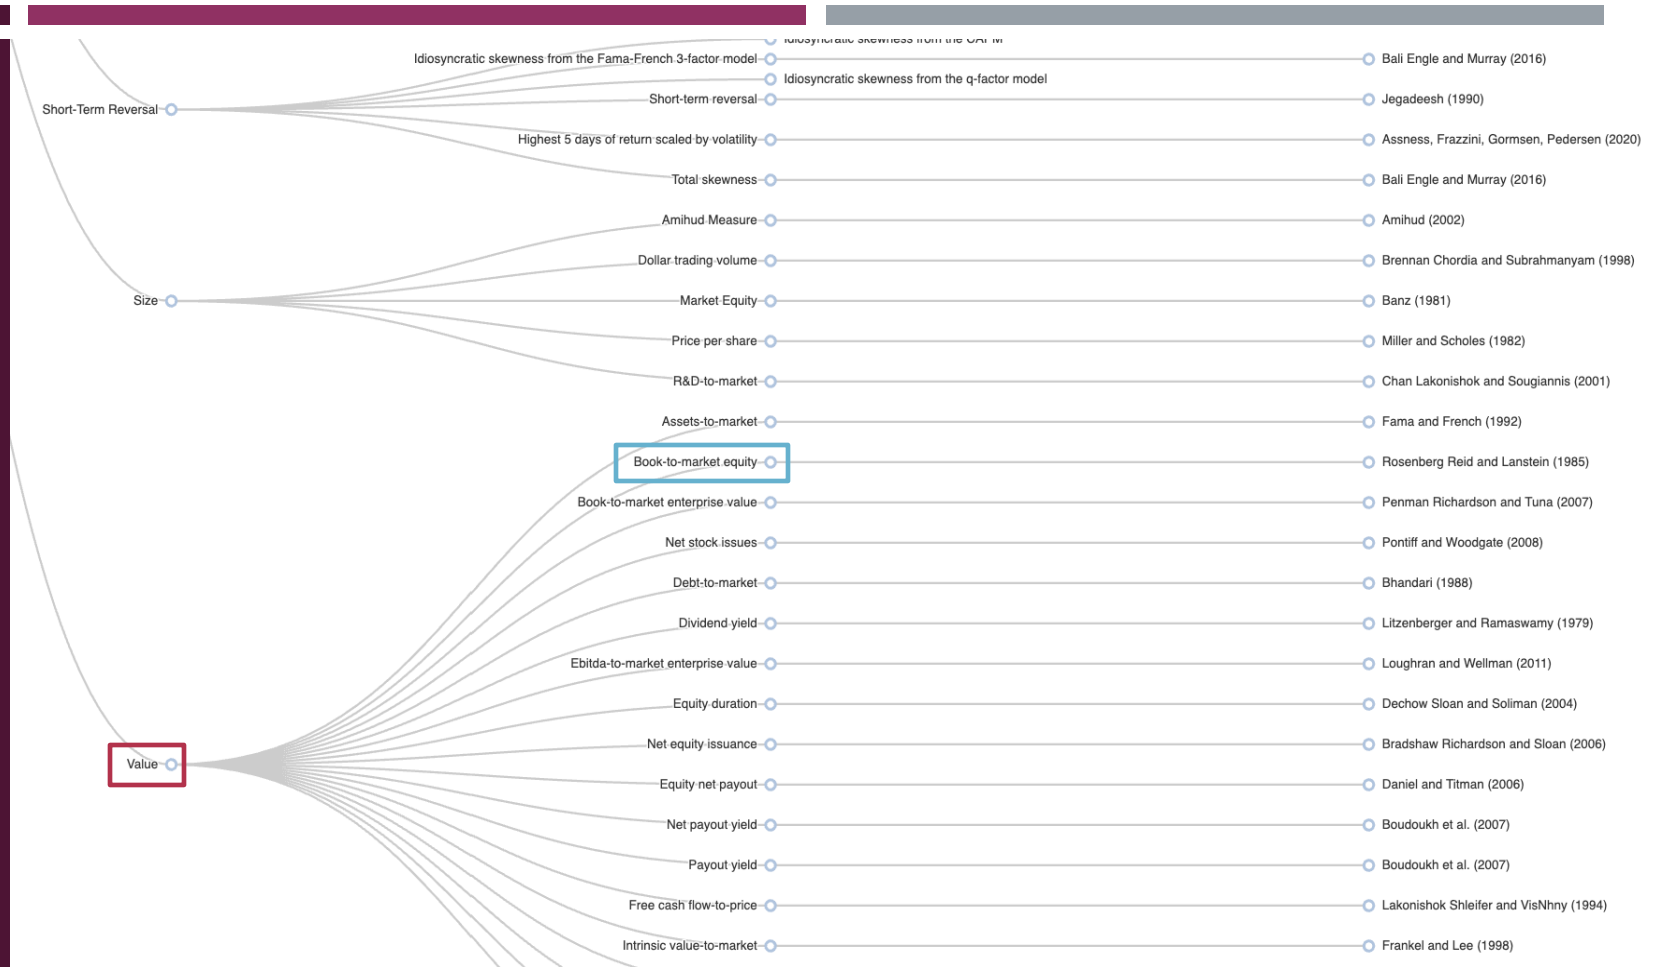 Idiosyncratic skewness from the CAPM
Idiosyncratic skewness from the Fama-French 3-factor model Bali Engle and Murray (2016)
Idiosyncratic skewness from the q-factor model
Short-term reversal Jegadeesh (1990)
Short-Term Reversal
Highest 5 days of return scaled by volatility Assness, Frazzini, Gormsen, Pedersen (2020)
Total skewness Bali Engle and Murray (2016)
Amihud Measure Amihud (2002)
Dollar trading volume Brennan Chordia and Subrahmanyam (1998)
Size Market Equity Banz (1981)
Price per share Miller and Scholes (1982)
R&D-to-market Chan Lakonishok and Sougiannis (2001)
Assets-to-market Fama and French (1992)
Book-to-market equity Rosenberg Reid and Lanstein (1985)
Book-to-market enterprise value Penman Richardson and Tuna (2007)
Net stock issues Pontiff and Woodgate (2008)
Debt-to-market Bhandari (1988)
Dividend yield Litzenberger and Ramaswamy (1979)
Ebitda-to-market enterprise value Loughran and Wellman (2011)
Equity duration Dechow Sloan and Soliman (2004)
Net equity issuance Bradshaw Richardson and Sloan (2006)
Value
Equity net payout Daniel and Titman (2006)
Net payout yield Boudoukh et al. (2007)
Payout yield Boudoukh et al. (2007)
Free cash flow-to-price Lakonishok Shleifer and VisNhny (1994)
Intrinsic value-to-market Frankel and Lee (1998)